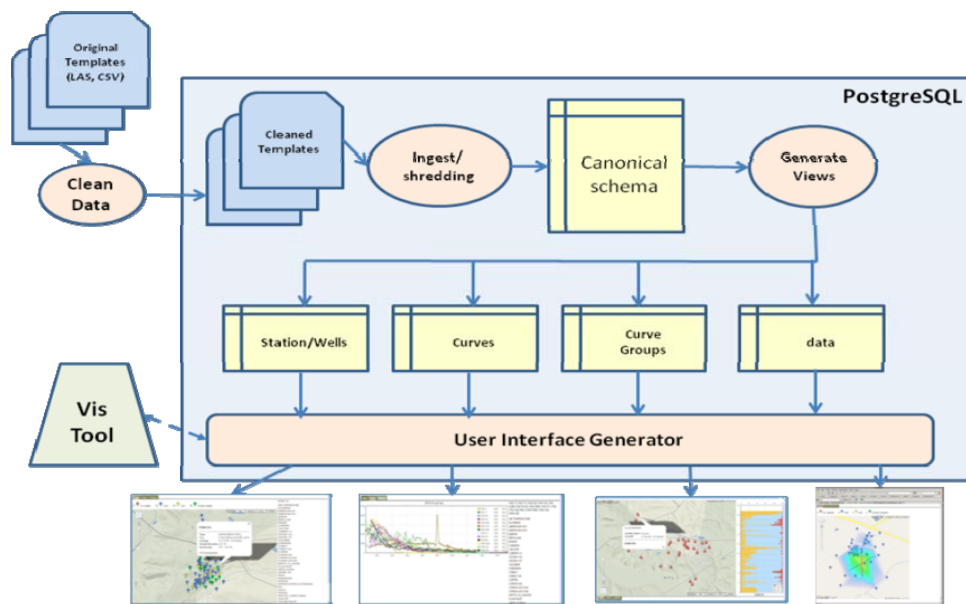 Original
Templates
(LAS, CSV)
PostgreSQL
Cleaned
Templates
Ingest/
shredding
Canonical
schema
Generate
Views
Clean
Data
Station/Wells
Curves
Curve
Groups
data
Vis
Tool
User Interface Generator